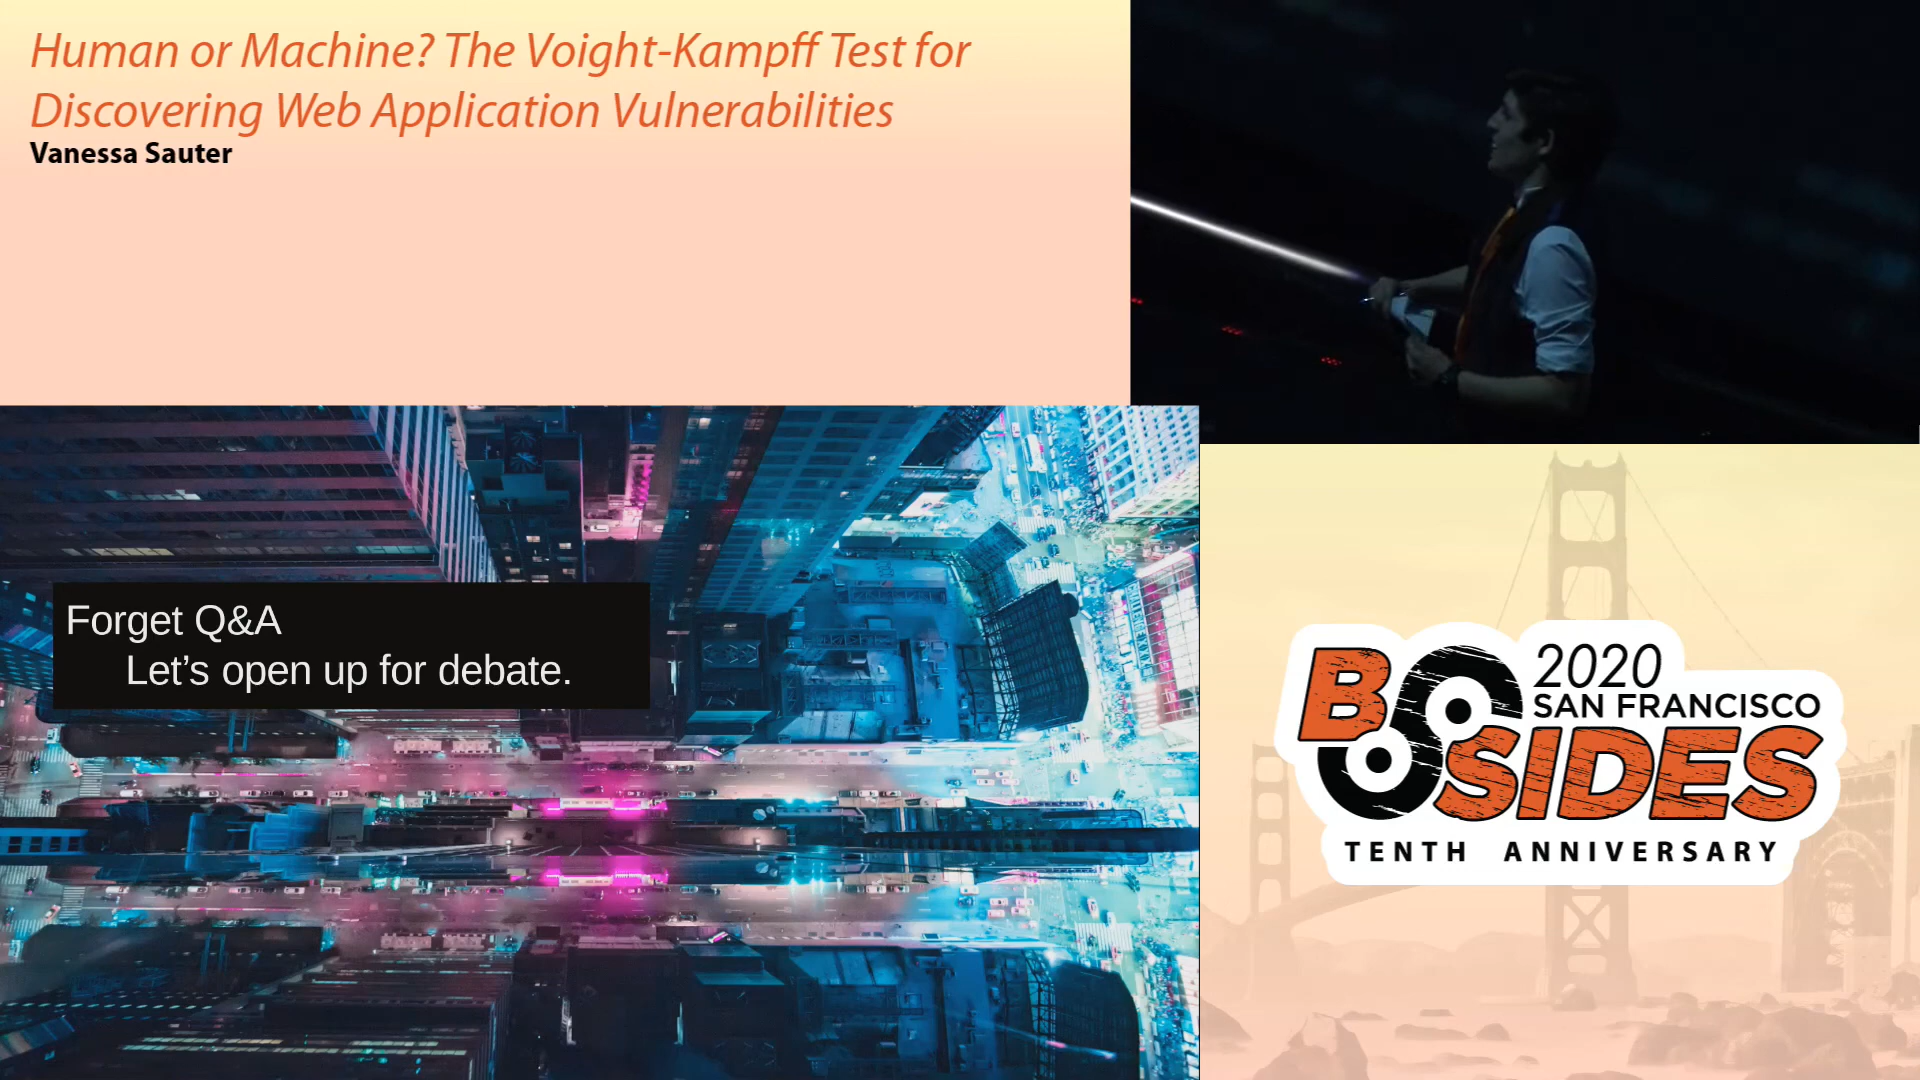 Human or Machine? The Voight-Kampff Test for
Discovering Web Application Vulnerabilities
Vanessa Sauter
Forget Q&A
Let's open up for debate.
2020
SAN FRANCISCO
BSIDES
TENTH ANNIVERSARY